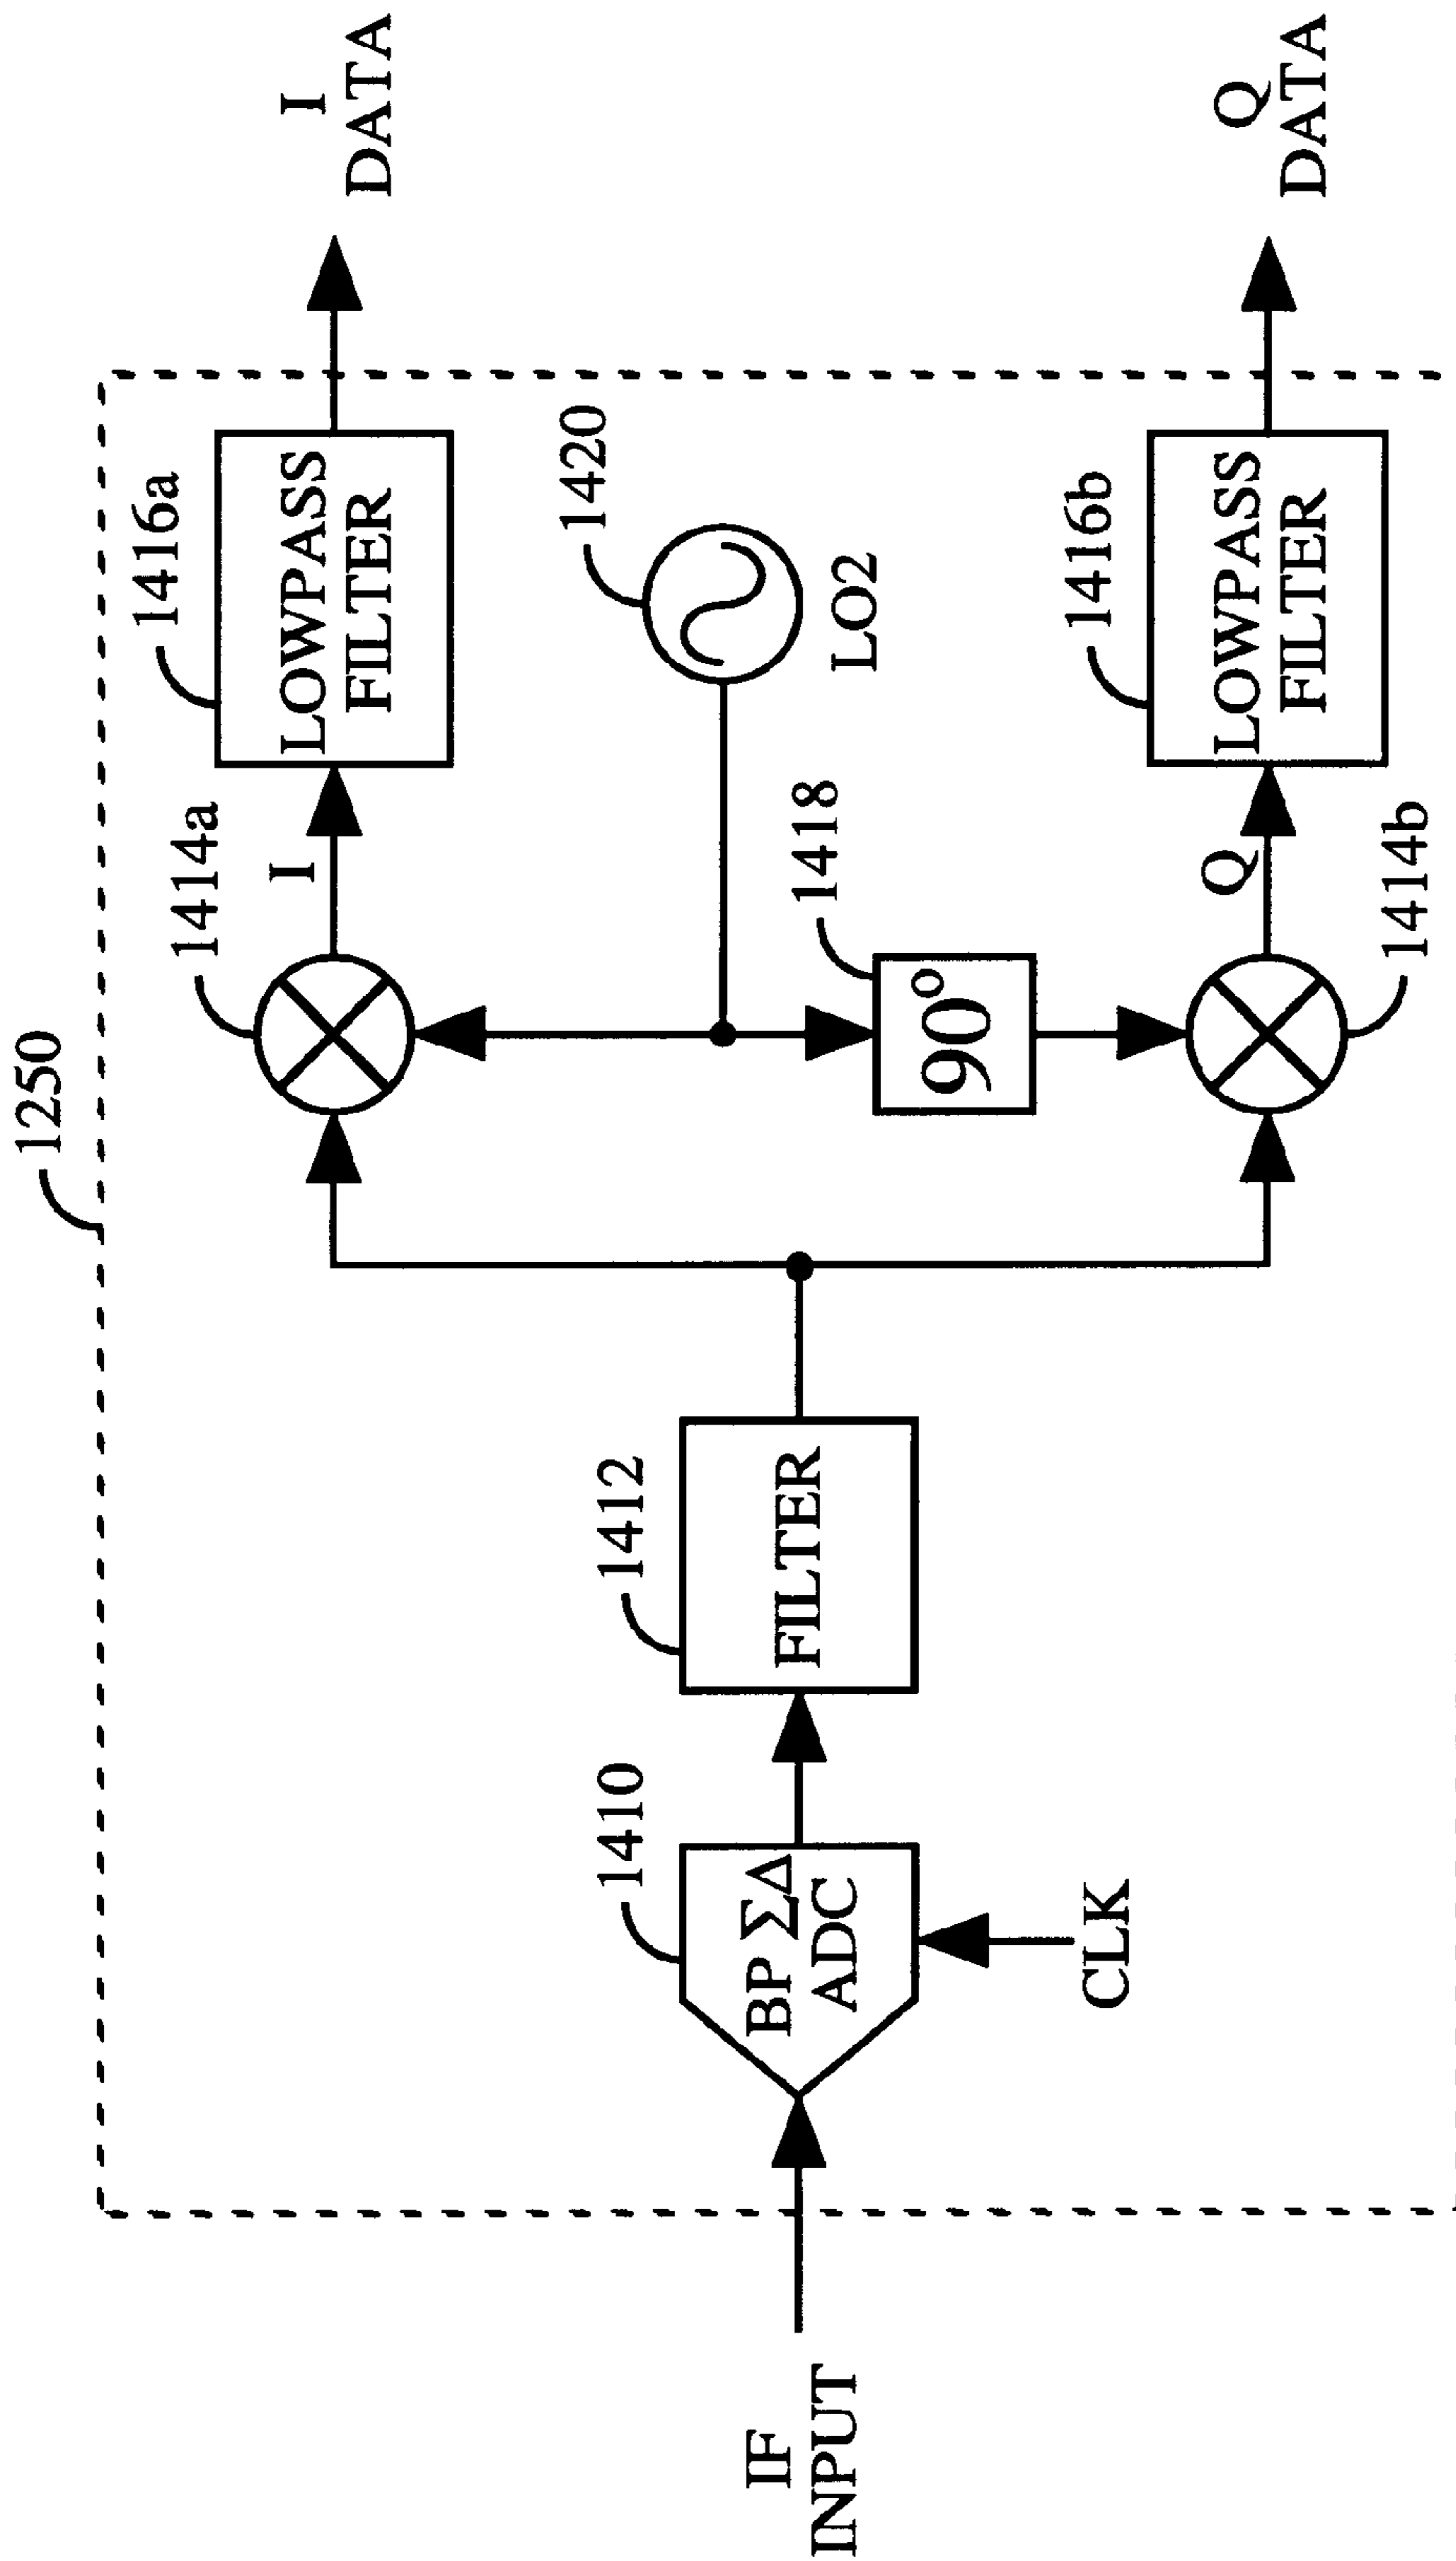 1250
IF
INPUT
1410
BP ΣΔ
ADC
CLK
1412
FILTER
1414a
I
1416a
LOWPASS
FILTER
I
DATA
1420
LO2
1418
90°
1414b
Q
1416b
LOWPASS
FILTER
Q
DATA